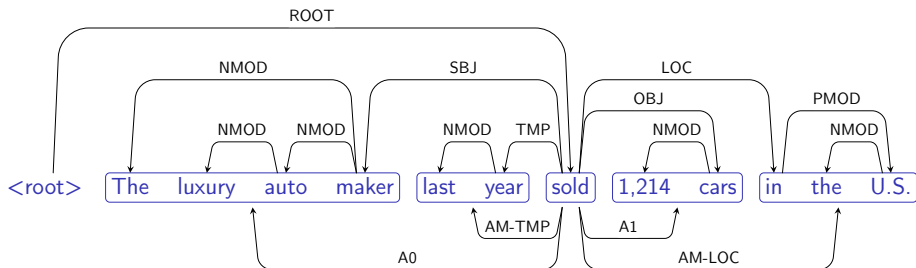 ROOT
NMOD SBJ LOC
OBJ PMOD
NMOD NMOD NMOD TMP NMOD NMOD
<root> The luxury auto maker last year sold 1,214 cars in the U.S.
AM-TMP A1
A0 AM-LOC